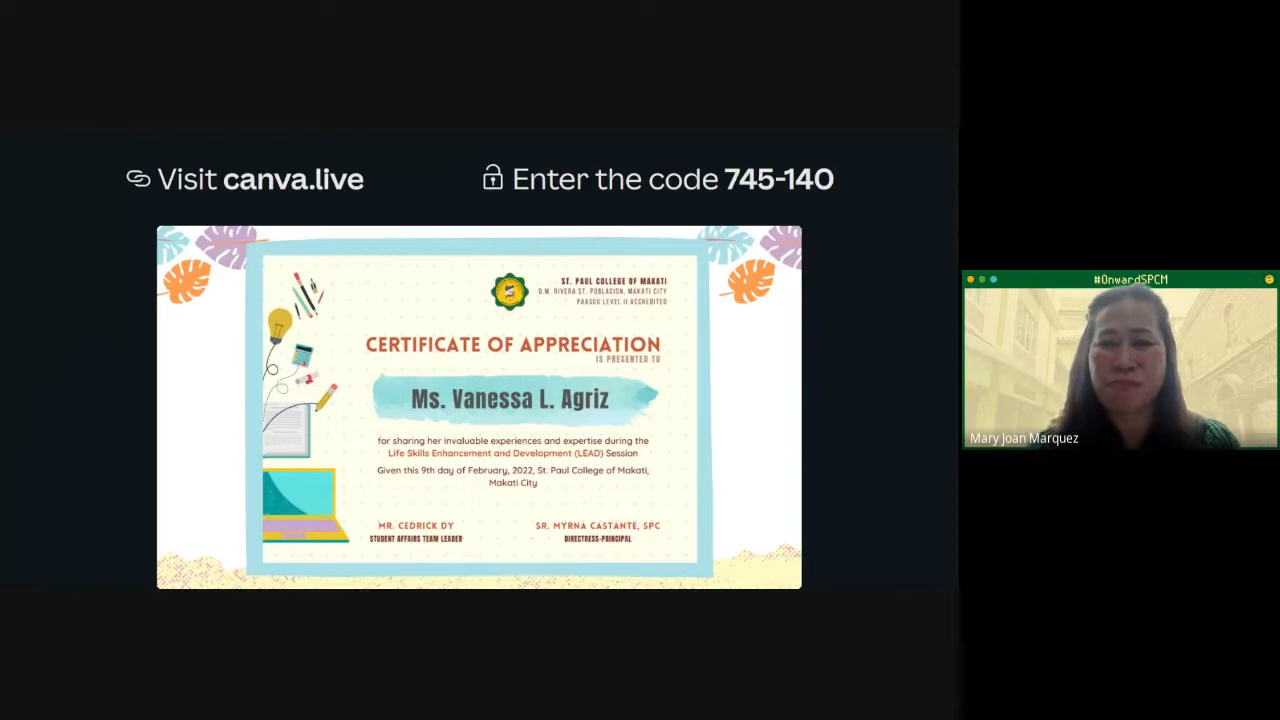 Visit canva.live
Enter the code 745-140
ST. PAUL COLLEGE OF MAKATI
D.M. RIVERA ST. POBLACION, MAKATI CITY
PAASCU LEVEL II ACCREDITED
CERTIFICATE OF APPRECIATION
IS PRESENTED TO
Ms. Vanessa L. Agriz
for sharing her invaluable experiences and expertise during the
Life Skills Enhancement and Development (LEAD) Session
Given this 9th day of February, 2022, St. Paul College of Makati,
Makati City
MR. CEDRICK DY
STUDENT AFFAIRS TEAM LEADER
SR. MYRNA CASTANTE, SPC
DIRECTRESS-PRINCIPAL
#OnwardSPCM
Mary Joan Marquez